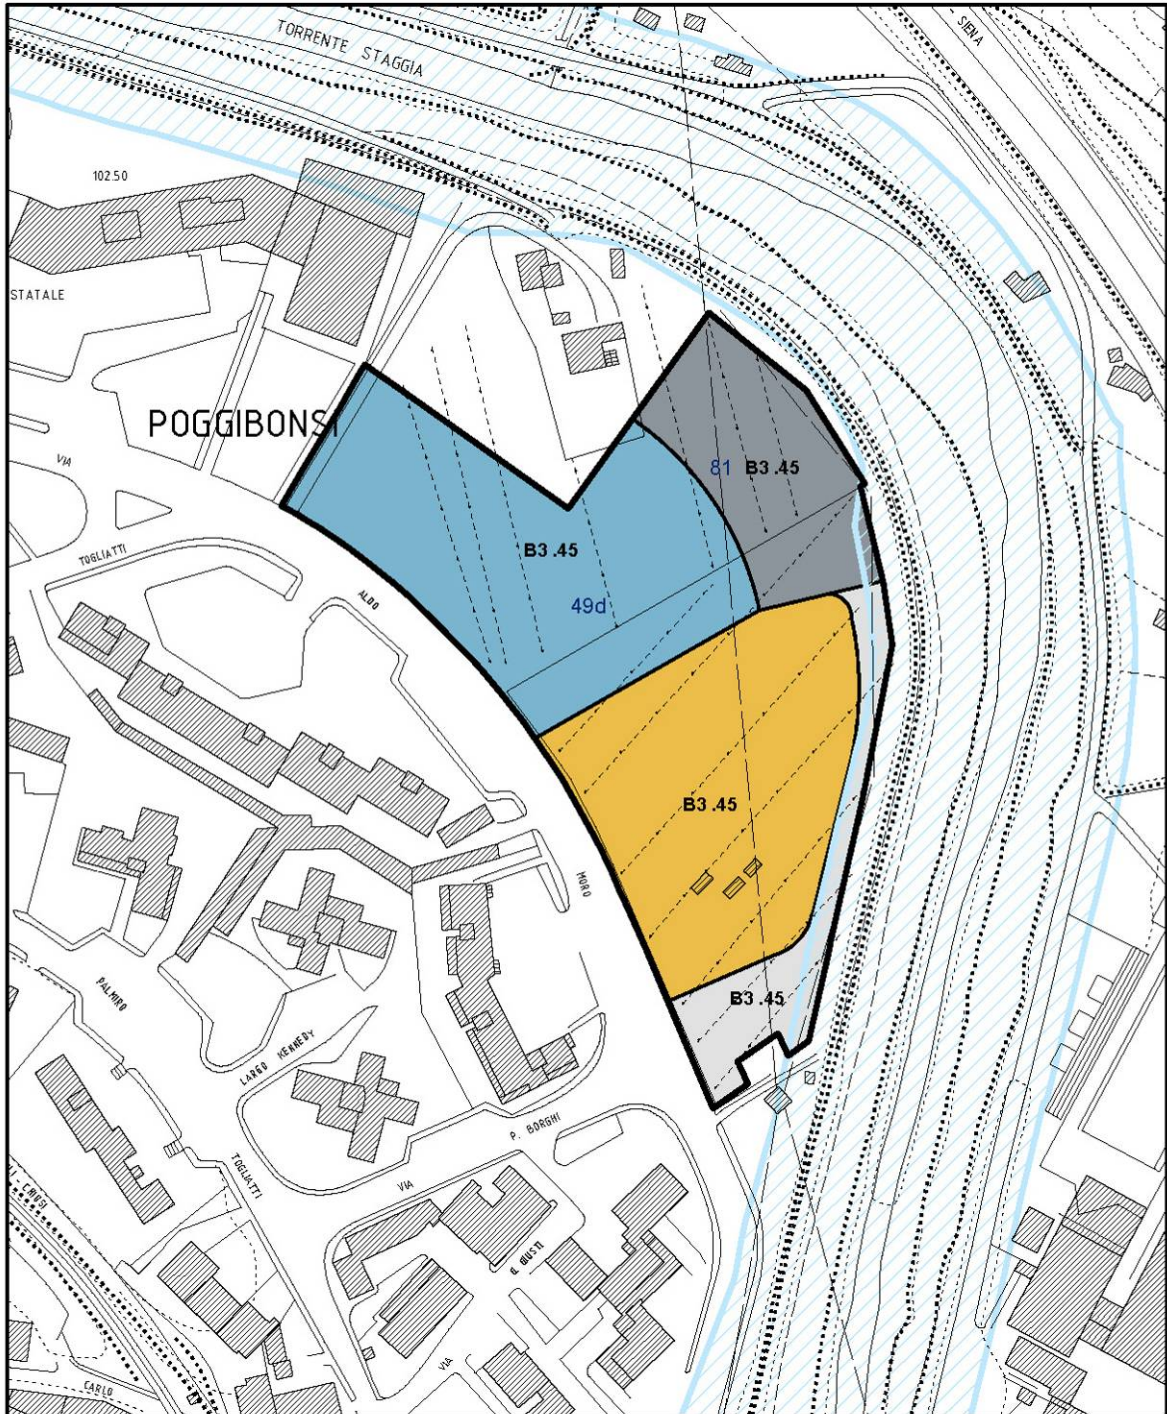 TORRENTE STAGGIA
SIENA
102.50
STATALE
POGGIBONSI
VIA
TOGLIATTI
ALDO
81 B3 .45
B3 .45
49d
B3 .45
MORO
B3 .45
PALMIRO
LARGO KENNEDY
P. BORGHI
TOGLIATTI
VIA
VIA
CARLO